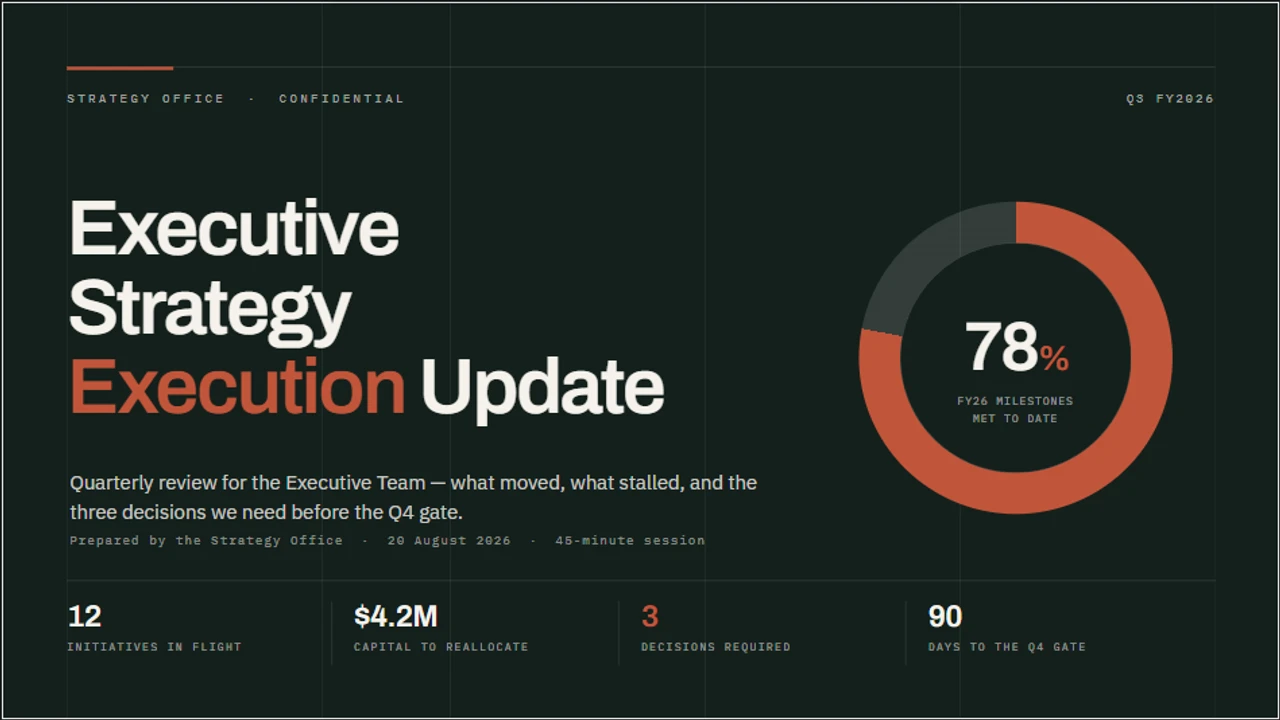 STRATEGY OFFICE · CONFIDENTIAL
Q3 FY2026
Executive
Strategy
Execution Update
78%
FY26 MILESTONES
MET TO DATE
Quarterly review for the Executive Team — what moved, what stalled, and the
three decisions we need before the Q4 gate.
Prepared by the Strategy Office · 20 August 2026 · 45-minute session
12
INITIATIVES IN FLIGHT
$4.2M
CAPITAL TO REALLOCATE
3
DECISIONS REQUIRED
90
DAYS TO THE Q4 GATE